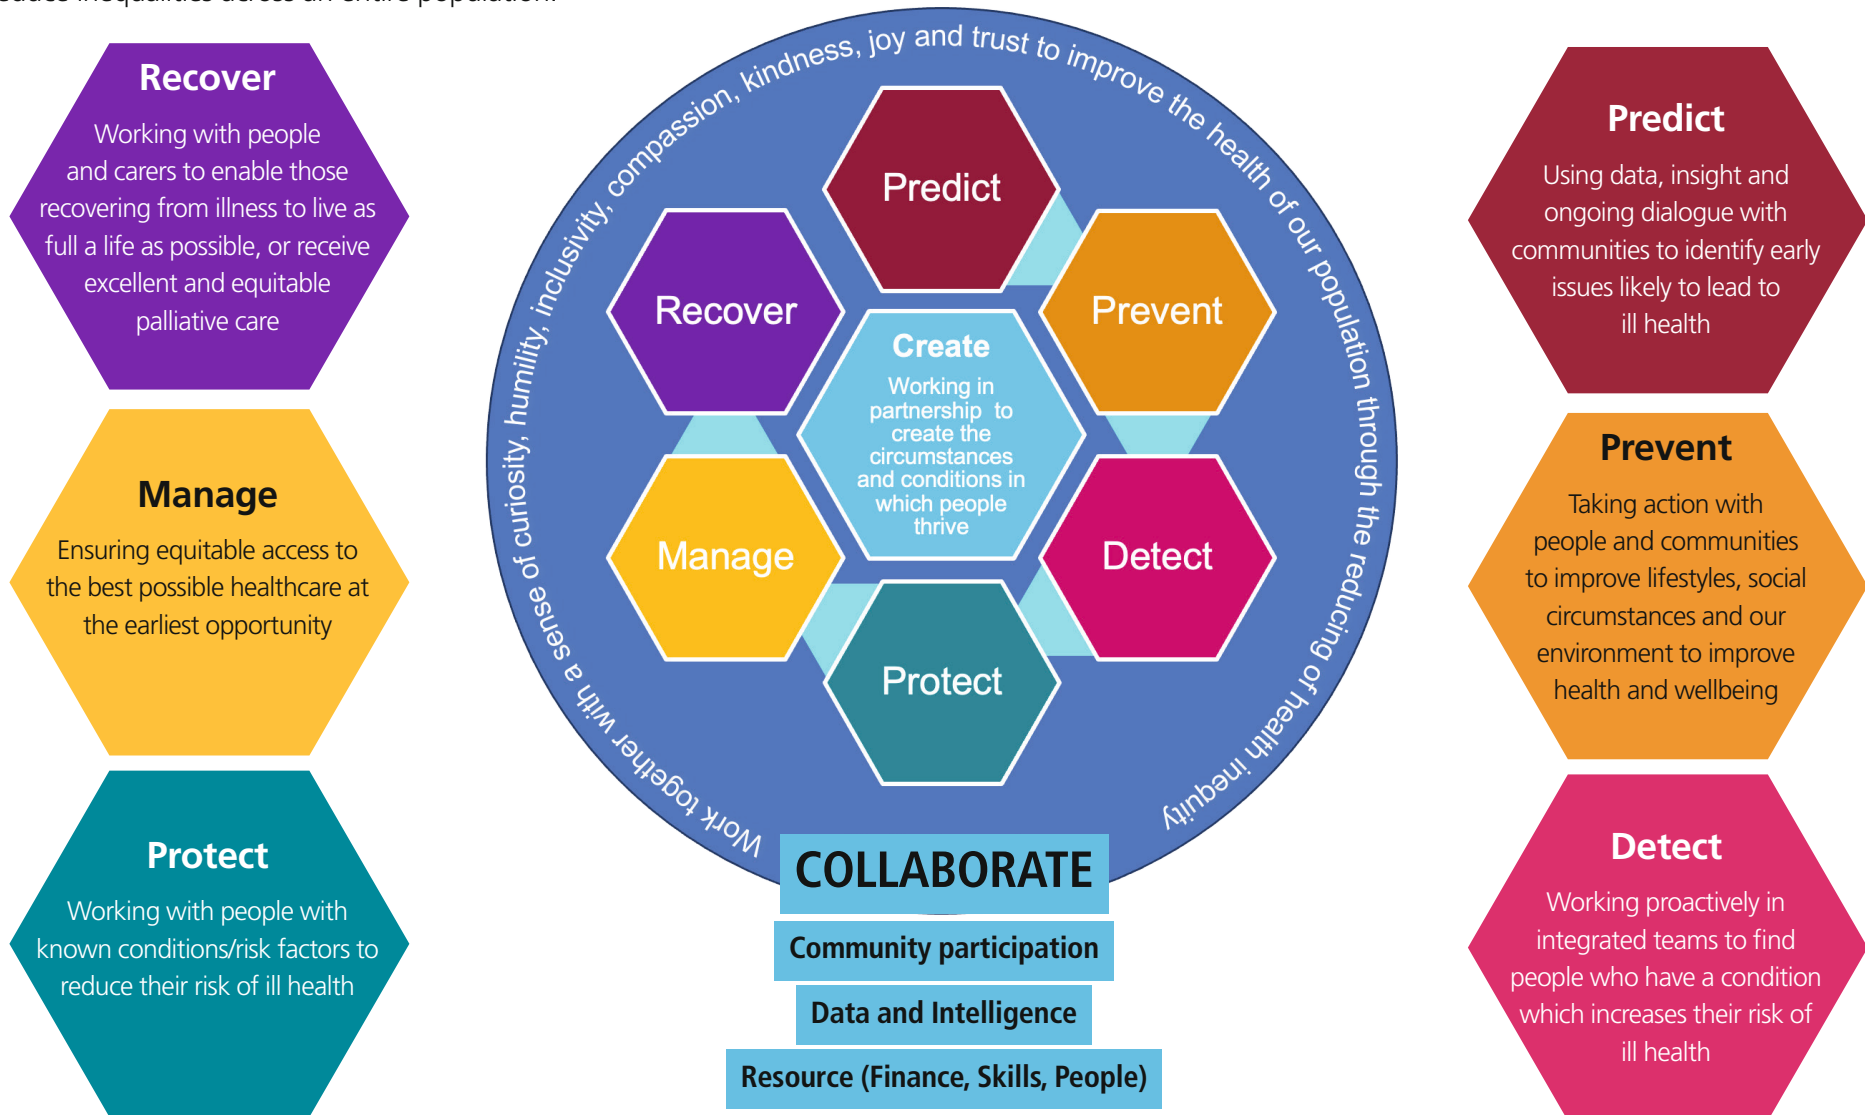 inequalities across an entire population.
Recover
Working with people
and carers to enable those
recovering from illness to live as
full a life as possible, or receive
excellent and equitable
palliative care
Manage
Ensuring equitable access to
the best possible healthcare at
the earliest opportunity
Protect
Working with people with
known conditions/risk factors to
reduce their risk of ill health
Work together with a sense of curiosity, humility, inclusivity, compassion, kindness, joy and trust to improve the health of our population through the reducing of health inequity
Predict
Recover
Prevent
Create
Working in
partnership to
create the
circumstances
and conditions in
which people
thrive
Manage
Detect
Protect
COLLABORATE
Community participation
Data and Intelligence
Resource (Finance, Skills, People)
Predict
Using data, insight and
ongoing dialogue with
communities to identify early
issues likely to lead to
ill health
Prevent
Taking action with
people and communities
to improve lifestyles, social
circumstances and our
environment to improve
health and wellbeing
Detect
Working proactively in
integrated teams to find
people who have a condition
which increases their risk of
ill health